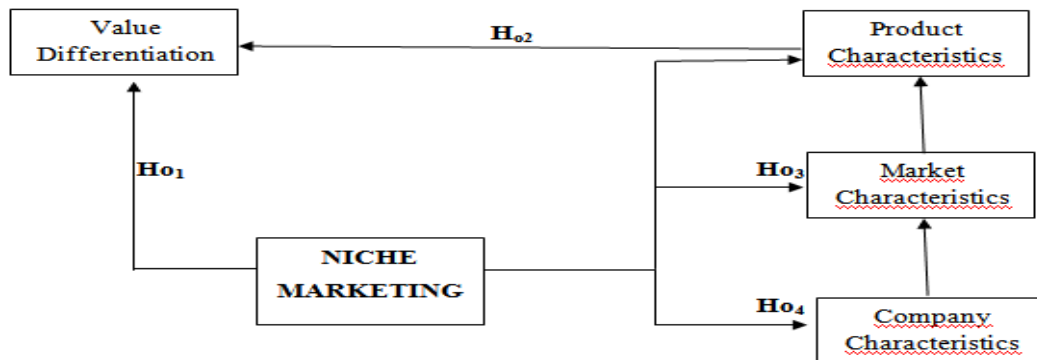 Value
Differentiation
Ho2
Product
Characteristics
Ho1
Ho3
Market
Characteristics
NICHE
MARKETING
Ho4
Company
Characteristics